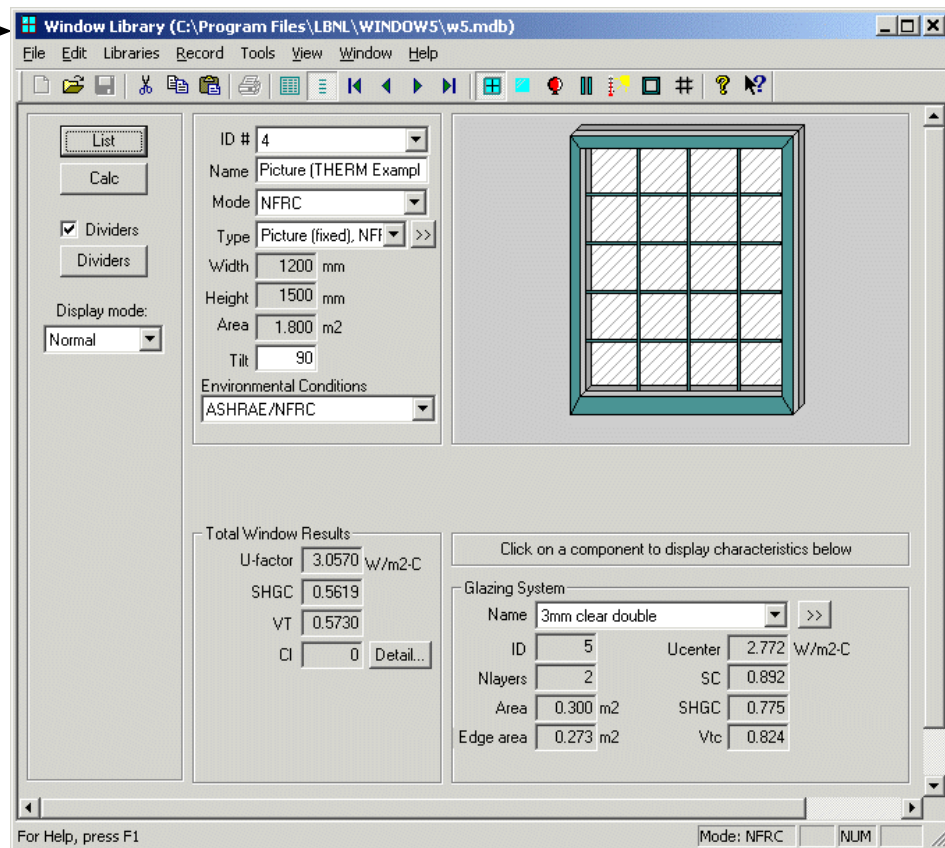 Window Library (C:\Program Files\LBNL\WINDOW5\w5.mdb)
File Edit Libraries Record Tools View Window Help
List
Calc
Dividers
Dividers
Display mode:
Normal
ID # 4
Name Picture (THERM Exampl
Mode NFRC
Type Picture (fixed), NFF >>
Width 1200 mm
Height 1500 mm
Area 1.800 m2
Tilt 90
Environmental Conditions
ASHRAE/NFRC
Total Window Results
U-factor 3.0570 W/m2-C
SHGC 0.5619
VT 0.5730
CI 0 Detail...
Click on a component to display characteristics below
Glazing System
Name 3mm clear double >>
ID 5 Ucenter 2.772 W/m2-C
Nlayers 2 SC 0.892
Area 0.300 m2 SHGC 0.775
Edge area 0.273 m2 Vtc 0.824
For Help, press F1 Mode: NFRC NUM